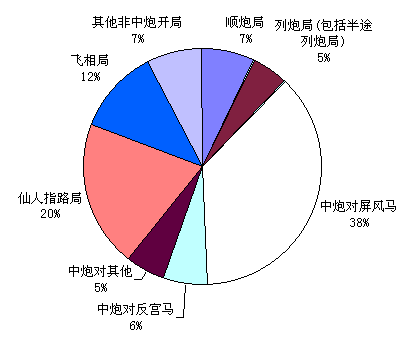 其他非中炮开局
7%
顺炮局
7%
列炮局(包括半途
列炮局)
5%
飞相局
12%
中炮对屏风马
38%
仙人指路局
20%
中炮对其他
5%
中炮对反宫马
6%